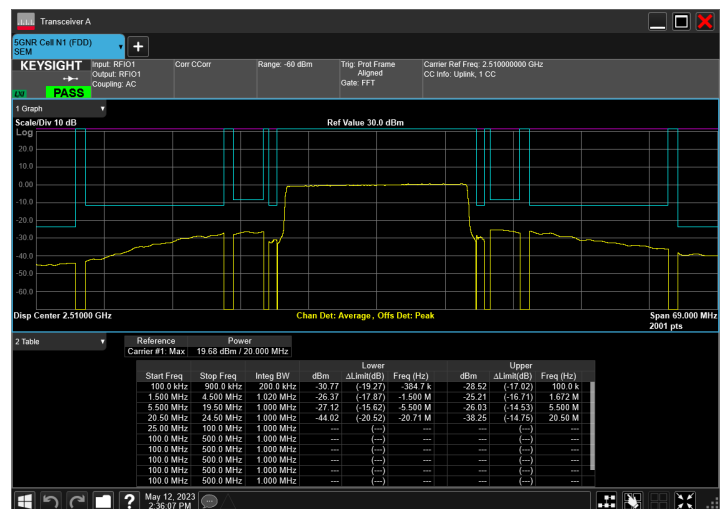 Transceiver A
5GNR Cell N1 (FDD)
SEM
+
KEYSIGHT
LXI
PASS
Input: RFIO1
Output: RFIO1
Coupling: AC
Corr CCorr
Range: -60 dBm
Trig: Prot Frame
Aligned
Gate: FFT
Carrier Ref Freq: 2.510000000 GHz
CC Info: Uplink, 1 CC
1 Graph
Scale/Div 10 dB
Ref Value 30.0 dBm
Log
20.0
10.0
0.00
-10.0
-20.0
-30.0
-40.0
-50.0
-60.0
Disp Center 2.51000 GHz
Chan Det: Average , Offs Det: Peak
Span 69.000 MHz
2001 pts
2 Table
Reference Power
Carrier #1: Max 19.68 dBm / 20.000 MHz
Lower Upper
Start Freq Stop Freq Integ BW dBm ΔLimit(dB) Freq (Hz) dBm ΔLimit(dB) Freq (Hz)
100.0 kHz 900.0 kHz 200.0 kHz -30.77 (-19.27) -384.7 k -28.52 (-17.02) 100.0 k
1.500 MHz 4.500 MHz 1.020 MHz -26.37 (-17.87) -1.500 M -25.21 (-16.71) 1.672 M
5.500 MHz 19.50 MHz 1.000 MHz -27.12 (-15.62) -5.500 M -26.03 (-14.53) 5.500 M
20.50 MHz 24.50 MHz 1.000 MHz -44.02 (-20.52) -20.71 M -38.25 (-14.75) 20.50 M
25.00 MHz 100.0 MHz 1.000 MHz --- (---) --- --- (---) ---
100.0 MHz 500.0 MHz 1.000 MHz --- (---) --- --- (---) ---
100.0 MHz 500.0 MHz 1.000 MHz --- (---) --- --- (---) ---
100.0 MHz 500.0 MHz 1.000 MHz --- (---) --- --- (---) ---
100.0 MHz 500.0 MHz 1.000 MHz --- (---) --- --- (---) ---
100.0 MHz 500.0 MHz 1.000 MHz --- (---) --- --- (---) ---
?
May 12, 2023
2:36:07 PM